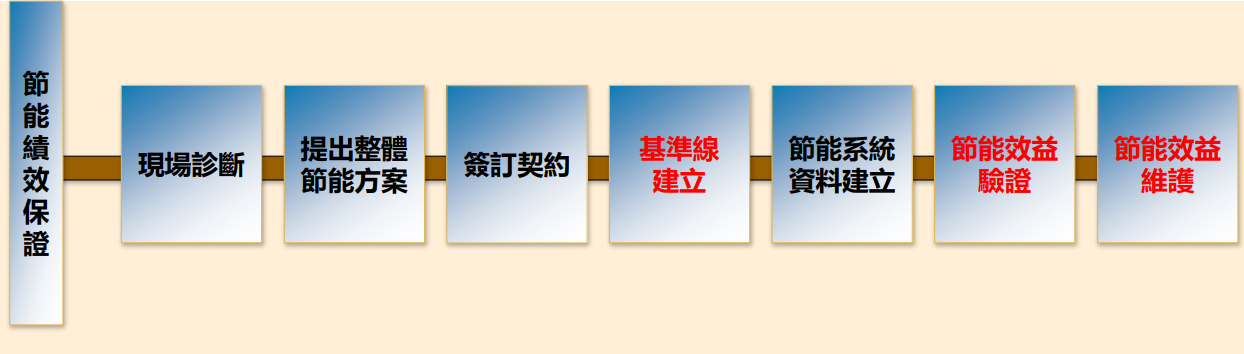 節能績效保證
現場診斷
提出整體
節能方案
簽訂契約
基準線
建立
節能系統
資料建立
節能效益
驗證
節能效益
維護